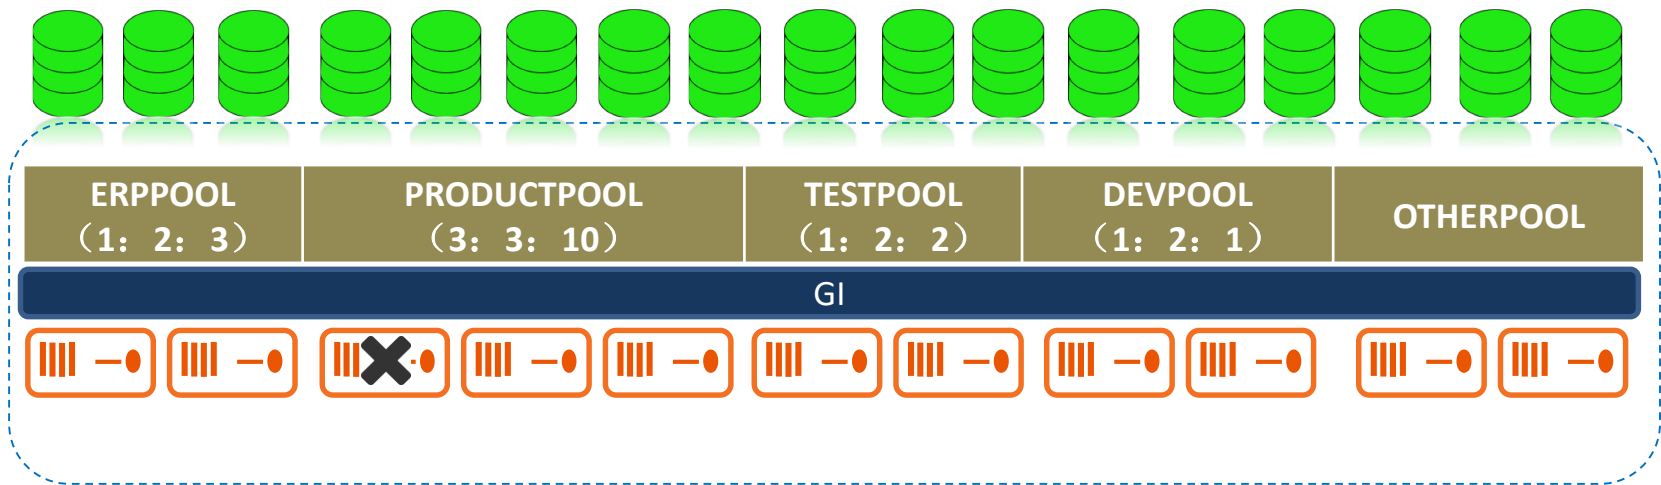 ERPPOOL
（1：2：3）
PRODUCTPOOL
（3：3：10）
TESTPOOL
（1：2：2）
DEVPOOL
（1：2：1）
OTHERPOOL
GI